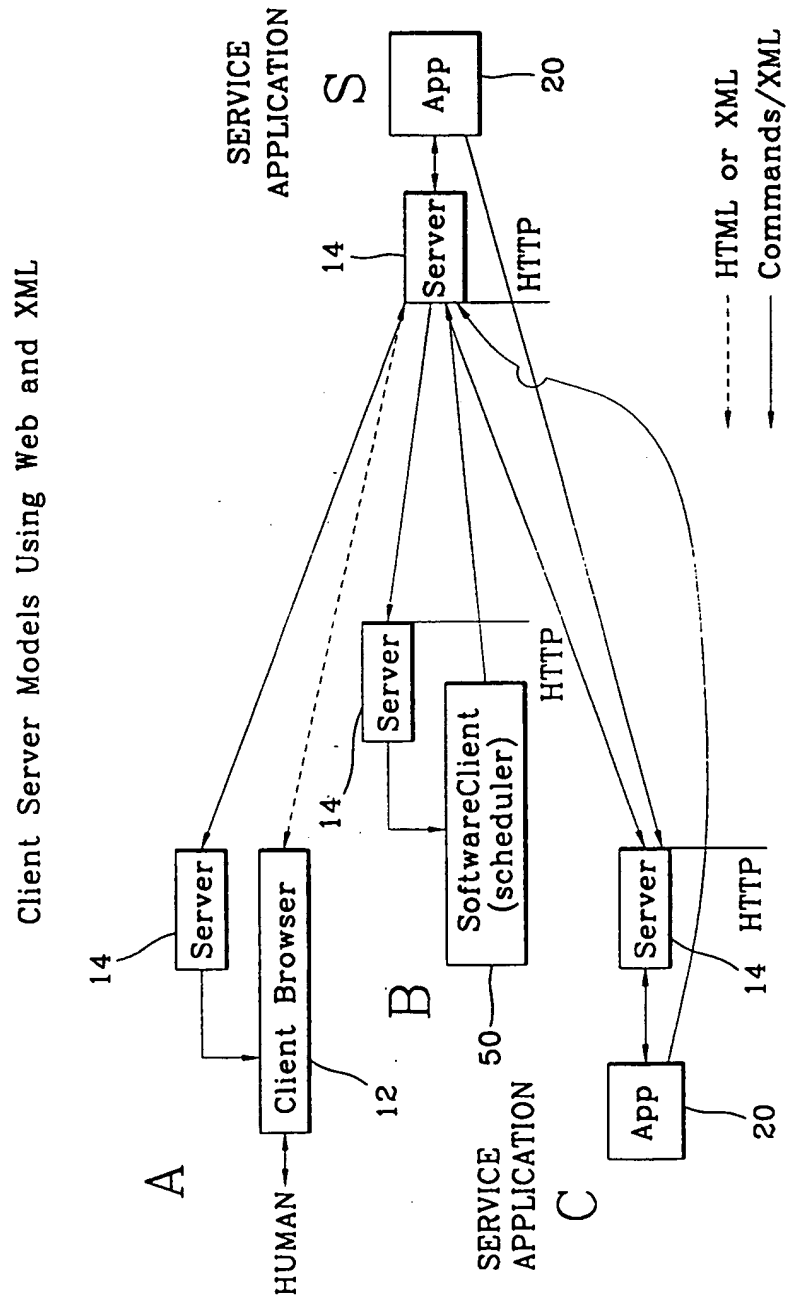 Client Server Models Using Web and XML
A
HUMAN
Client Browser
12
Server
14
B
SoftwareClient
(scheduler)
50
Server
14
HTTP
SERVICE
APPLICATION
C
App
20
Server
14
HTTP
SERVICE
APPLICATION
S
App
20
Server
14
HTTP
HTML or XML
Commands/XML